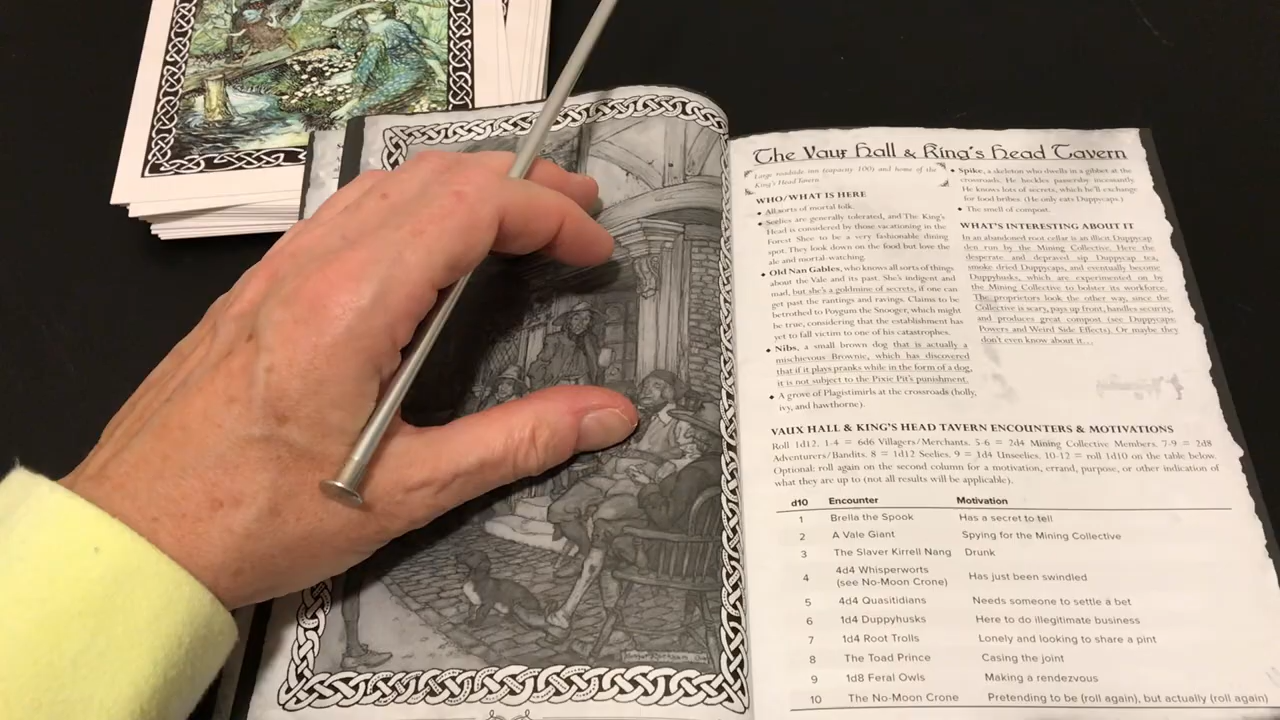 The Vaux Hall & King's Head Tavern
Large roadside inn (capacity 100) and home of the
King's Head Tavern
WHO/WHAT IS HERE
• All sorts of mortal folk.
• Seelies are generally tolerated, and The King's
Head is considered by those vacationing in the
Forest Shee to be a very fashionable dining
spot. They look down on the food but love the
ale and mortal-watching.
• Old Nan Gables, who knows all sorts of things
about the Vale and its past. She's indigent and
mad, but she's a goldmine of secrets, if one can
get past the rantings and ravings. Claims to be
betrothed to Poygum the Snooger, which might
be true, considering that the establishment has
yet to fall victim to one of his catastrophes.
• Nibs, a small brown dog that is actually a
mischievous Brownie, which has discovered
that if it plays pranks while in the form of a dog,
it is not subject to the Pixie Pit's punishment.
• A grove of Plagistimirls at the crossroads (holly,
ivy, and hawthorne).
• Spike, a skeleton who dwells in a gibbet at the
crossroads. He heckles passersby incessantly.
He knows lots of secrets, which he'll exchange
for food bribes. (He only eats Duppycaps.)
• The smell of compost.
WHAT'S INTERESTING ABOUT IT
In an abandoned root cellar is an illicit Duppycap
den run by the Mining Collective. Here the
desperate and depraved sip Duppycap tea,
smoke dried Duppycaps, and eventually become
Duppyhusks, which are experimented on by
the Mining Collective to bolster its workforce.
The proprietors look the other way, since the
Collective is scary, pays up front, handles security,
and produces great compost (see Duppycaps:
Powers and Weird Side Effects). Or maybe they
don't even know about it…
VAUX HALL & KING'S HEAD TAVERN ENCOUNTERS & MOTIVATIONS
Roll 1d12. 1-4 = 6d6 Villagers/Merchants. 5-6 = 2d4 Mining Collective Members. 7-9 = 2d8
Adventurers/Bandits. 8 = 1d12 Seelies. 9 = 1d4 Unseelies. 10-12 = roll 1d10 on the table below.
Optional: roll again on the second column for a motivation, errand, purpose, or other indication of
what they are up to (not all results will be applicable).
d10 Encounter Motivation
1 Brella the Spook Has a secret to tell
2 A Vale Giant Spying for the Mining Collective
3 The Slaver Kirrell Nang Drunk
4 4d4 Whisperworts (see No-Moon Crone) Has just been swindled
5 4d4 Quasitidians Needs someone to settle a bet
6 1d4 Duppyhusks Here to do illegitimate business
7 1d4 Root Trolls Lonely and looking to share a pint
8 The Toad Prince Casing the joint
9 1d8 Feral Owls Making a rendezvous
10 The No-Moon Crone Pretending to be (roll again), but actually (roll again)